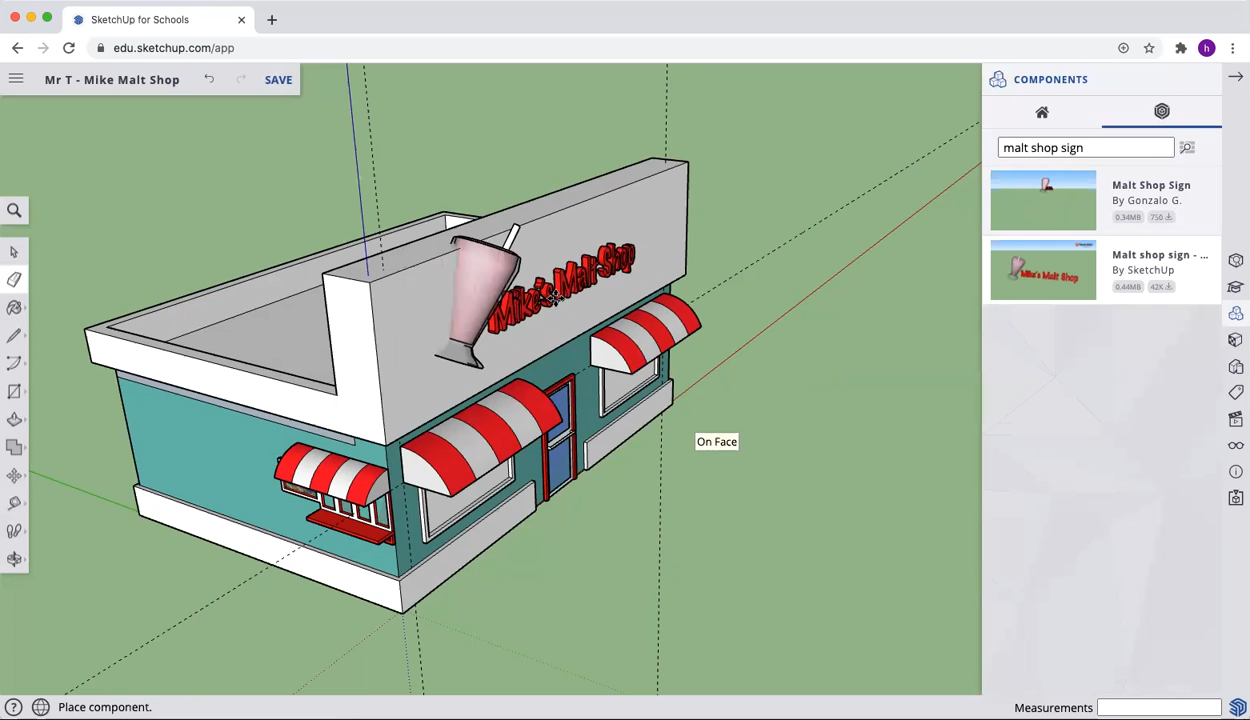 SketchUp for Schools
edu.sketchup.com/app
h
Mr T - Mike Malt Shop
SAVE
COMPONENTS
malt shop sign
Malt Shop Sign
By Gonzalo G.
0.34MB 750
Malt shop sign - ...
By SketchUp
0.44MB 42K
Mike's Malt Shop
Mike's Malt Shop
On Face
Place component.
Measurements